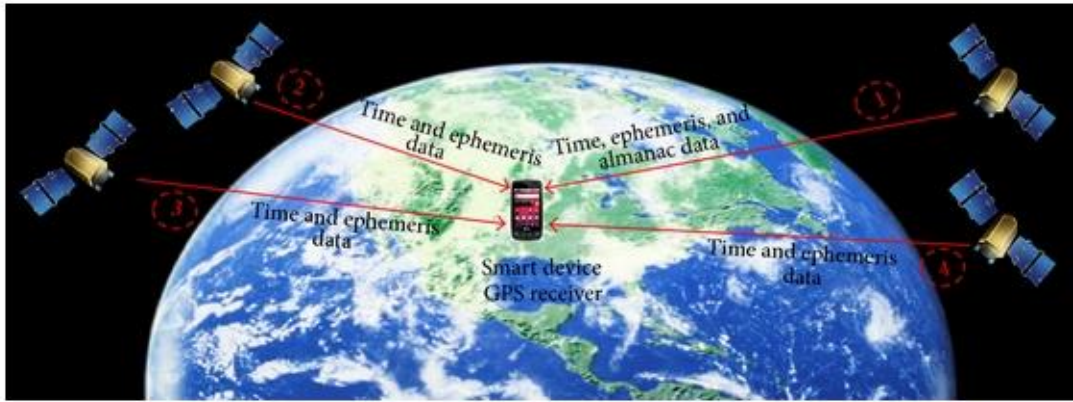 2
1
Time and ephemeris
data
Time, ephemeris, and
almanac data
3
Time and ephemeris
data
Time and ephemeris
data
4
Smart device
GPS receiver